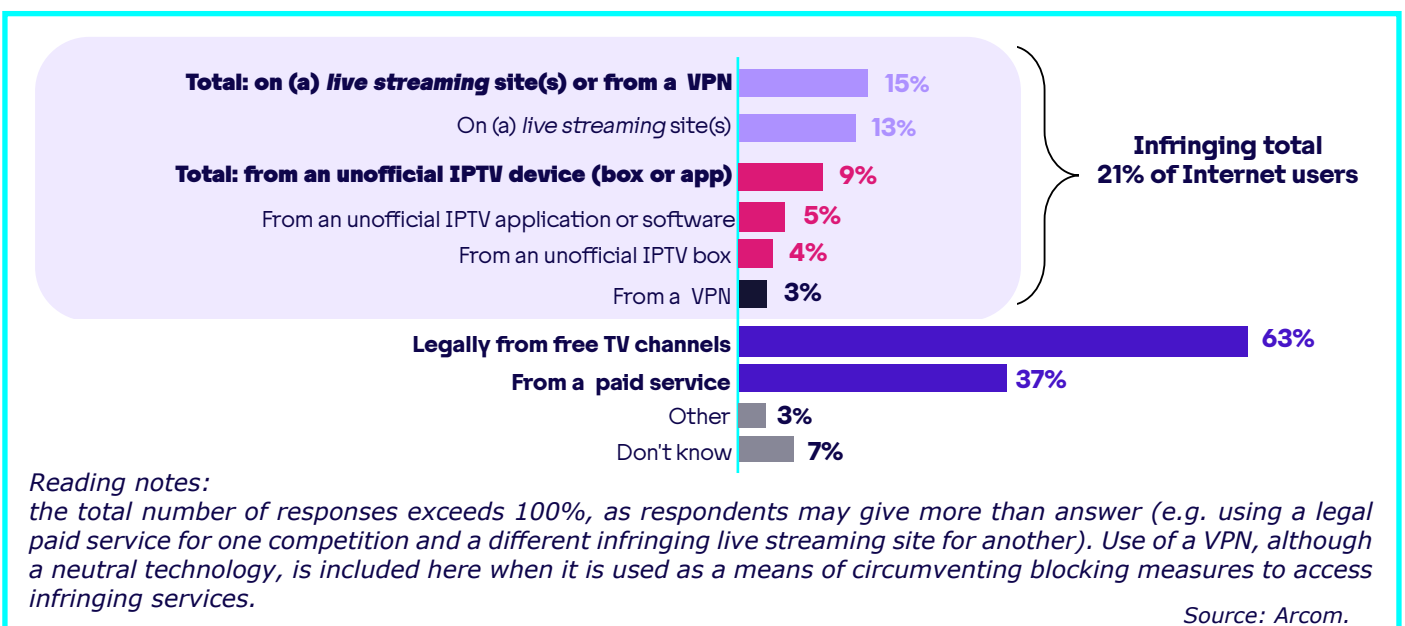 Total: on (a) live streaming site(s) or from a VPN 15%
On (a) live streaming site(s) 13%
Total: from an unofficial IPTV device (box or app) 9%
From an unofficial IPTV application or software 5%
From an unofficial IPTV box 4%
From a VPN 3%
Infringing total
21% of Internet users
Legally from free TV channels 63%
From a paid service 37%
Other 3%
Don't know 7%
Reading notes:
the total number of responses exceeds 100%, as respondents may give more than answer (e.g. using a legal
paid service for one competition and a different infringing live streaming site for another). Use of a VPN, although
a neutral technology, is included here when it is used as a means of circumventing blocking measures to access
infringing services.
Source: Arcom.